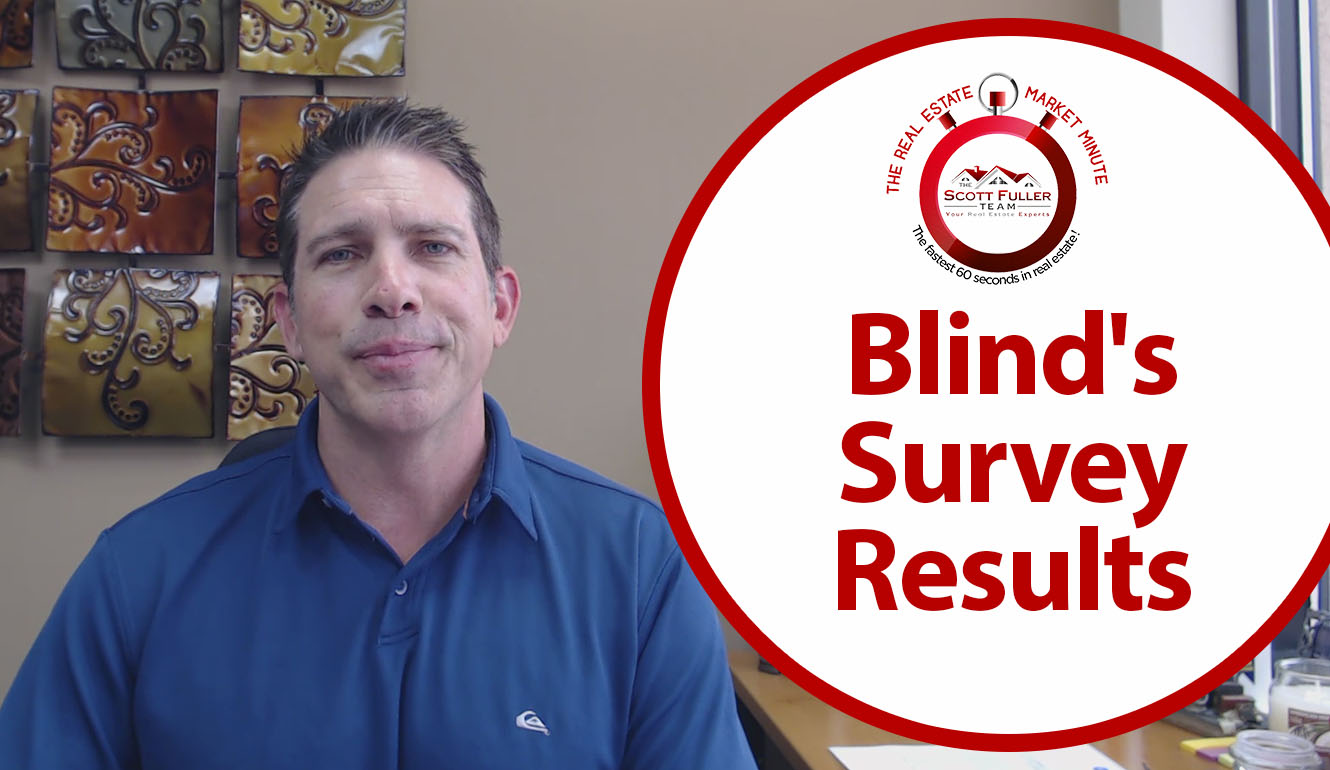 THE REAL ESTATE MARKET MINUTE
THE
SCOTT FULLER
TEAM
Your Real Estate Experts
The fastest 60 seconds in real estate!
Blind's
Survey
Results